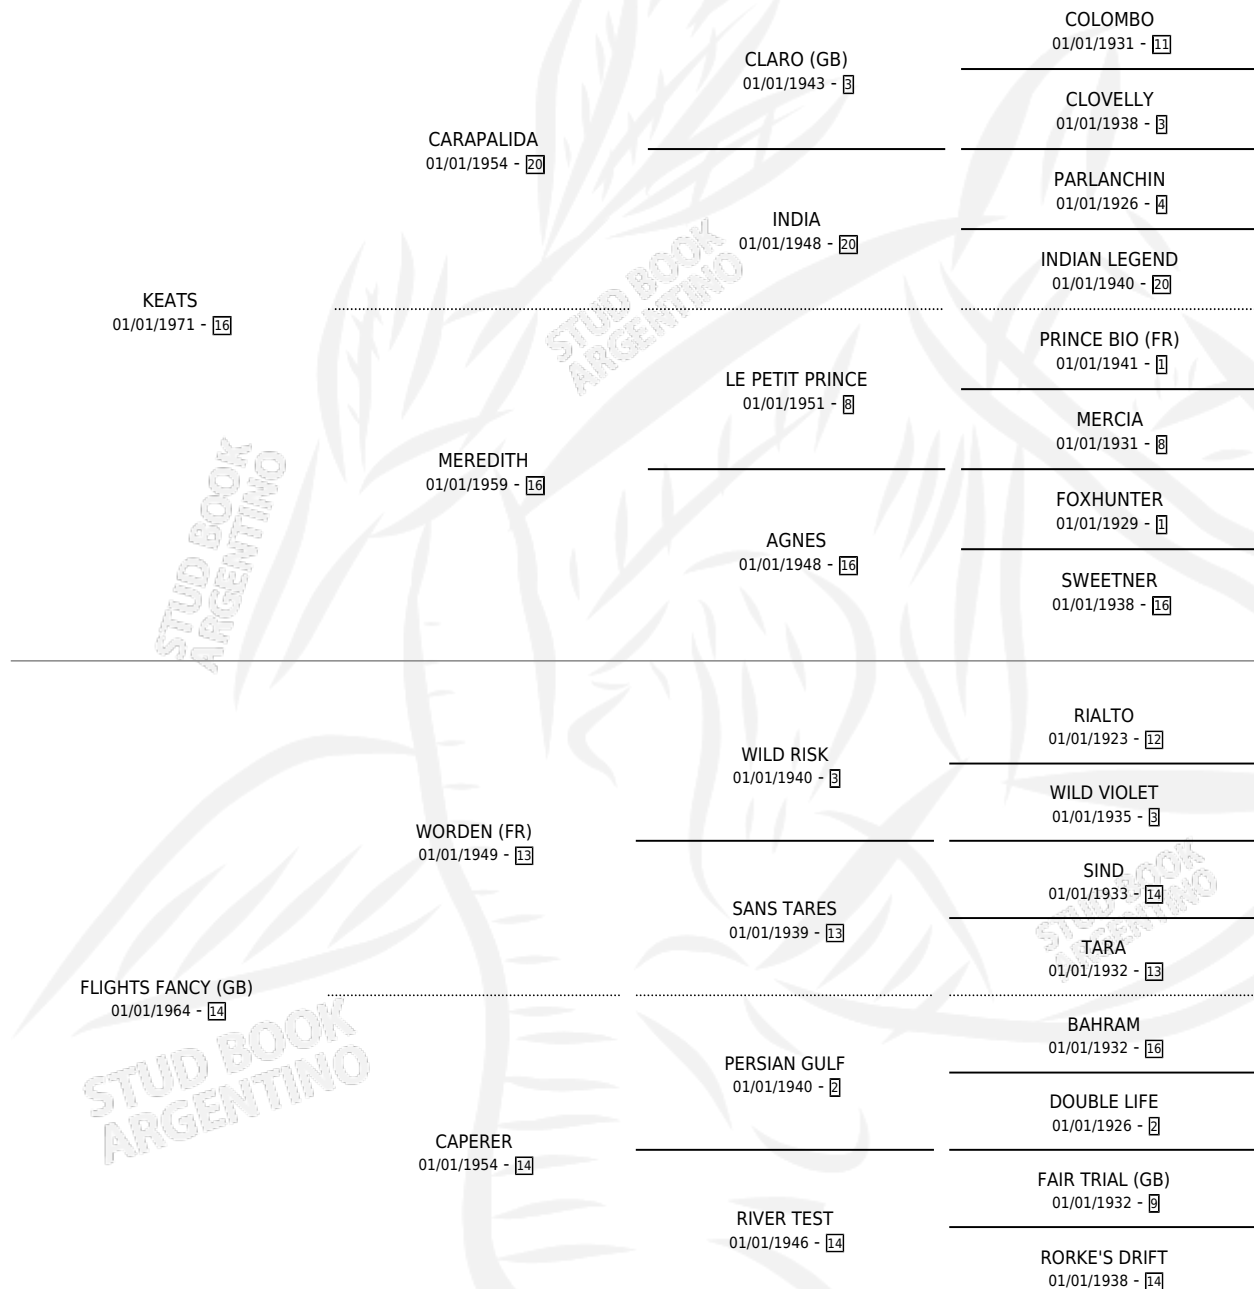 COLOMBO
01/01/1931 - 11
CLARO (GB)
01/01/1943 - 3
CLOVELLY
01/01/1938 - 3
CARAPALIDA
01/01/1954 - 20
PARLANCHIN
01/01/1926 - 4
INDIA
01/01/1948 - 20
INDIAN LEGEND
01/01/1940 - 20
KEATS
01/01/1971 - 16
PRINCE BIO (FR)
01/01/1941 - 1
LE PETIT PRINCE
01/01/1951 - 8
MERCIA
01/01/1931 - 8
MEREDITH
01/01/1959 - 16
FOXHUNTER
01/01/1929 - 1
AGNES
01/01/1948 - 16
SWEETNER
01/01/1938 - 16
RIALTO
01/01/1923 - 12
WILD RISK
01/01/1940 - 3
WILD VIOLET
01/01/1935 - 3
WORDEN (FR)
01/01/1949 - 13
SIND
01/01/1933 - 14
SANS TARES
01/01/1939 - 13
TARA
01/01/1932 - 13
FLIGHTS FANCY (GB)
01/01/1964 - 14
BAHRAM
01/01/1932 - 16
PERSIAN GULF
01/01/1940 - 2
DOUBLE LIFE
01/01/1926 - 2
CAPERER
01/01/1954 - 14
FAIR TRIAL (GB)
01/01/1932 - 9
RIVER TEST
01/01/1946 - 14
RORKE'S DRIFT
01/01/1938 - 14
STUD BOOK
ARGENTINO
STUD BOOK
ARGENTINO
STUD BOOK
ARGENTINO
STUD BOOK
ARGENTINO